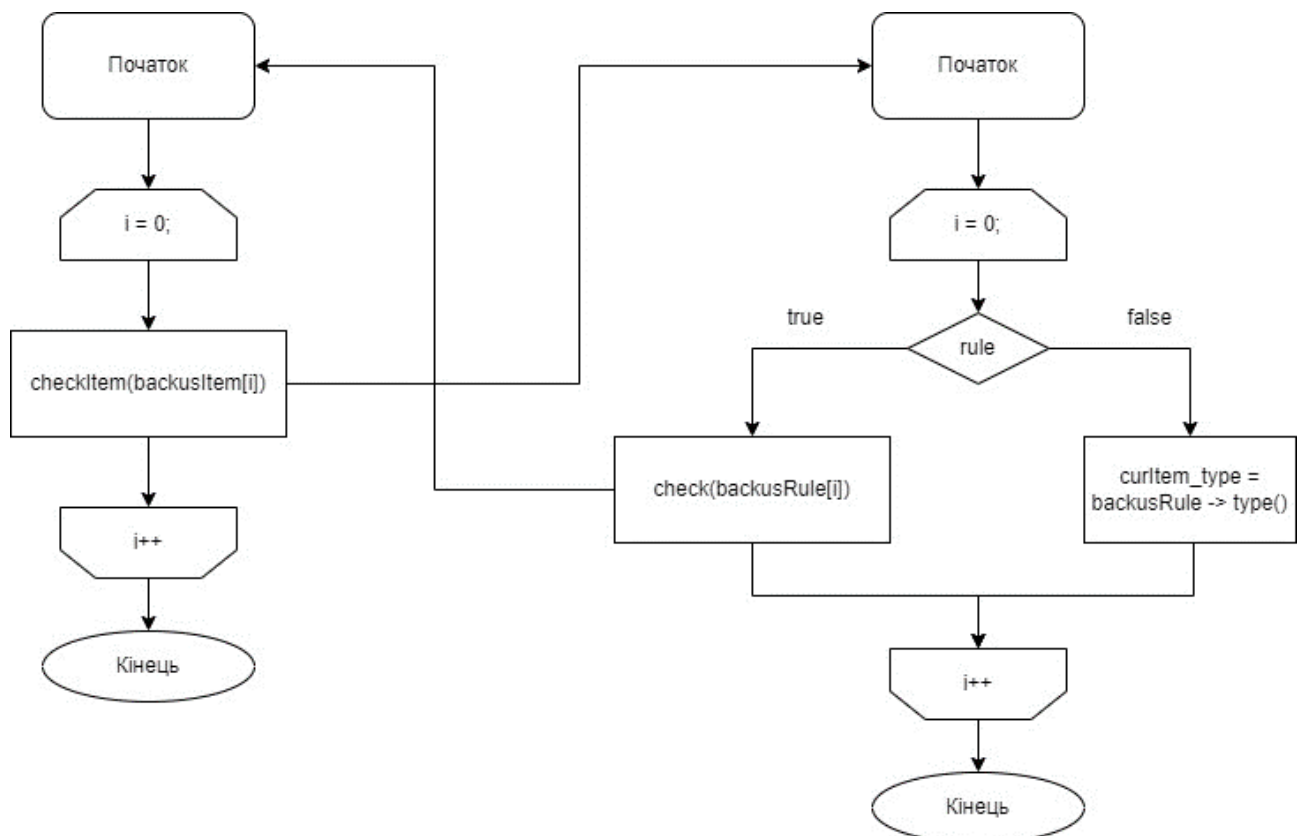 Початок
i = 0;
checkItem(backusItem[i])
i++
Кінець
Початок
i = 0;
rule
true
false
check(backusRule[i])
curItem_type =
backusRule -> type()
i++
Кінець